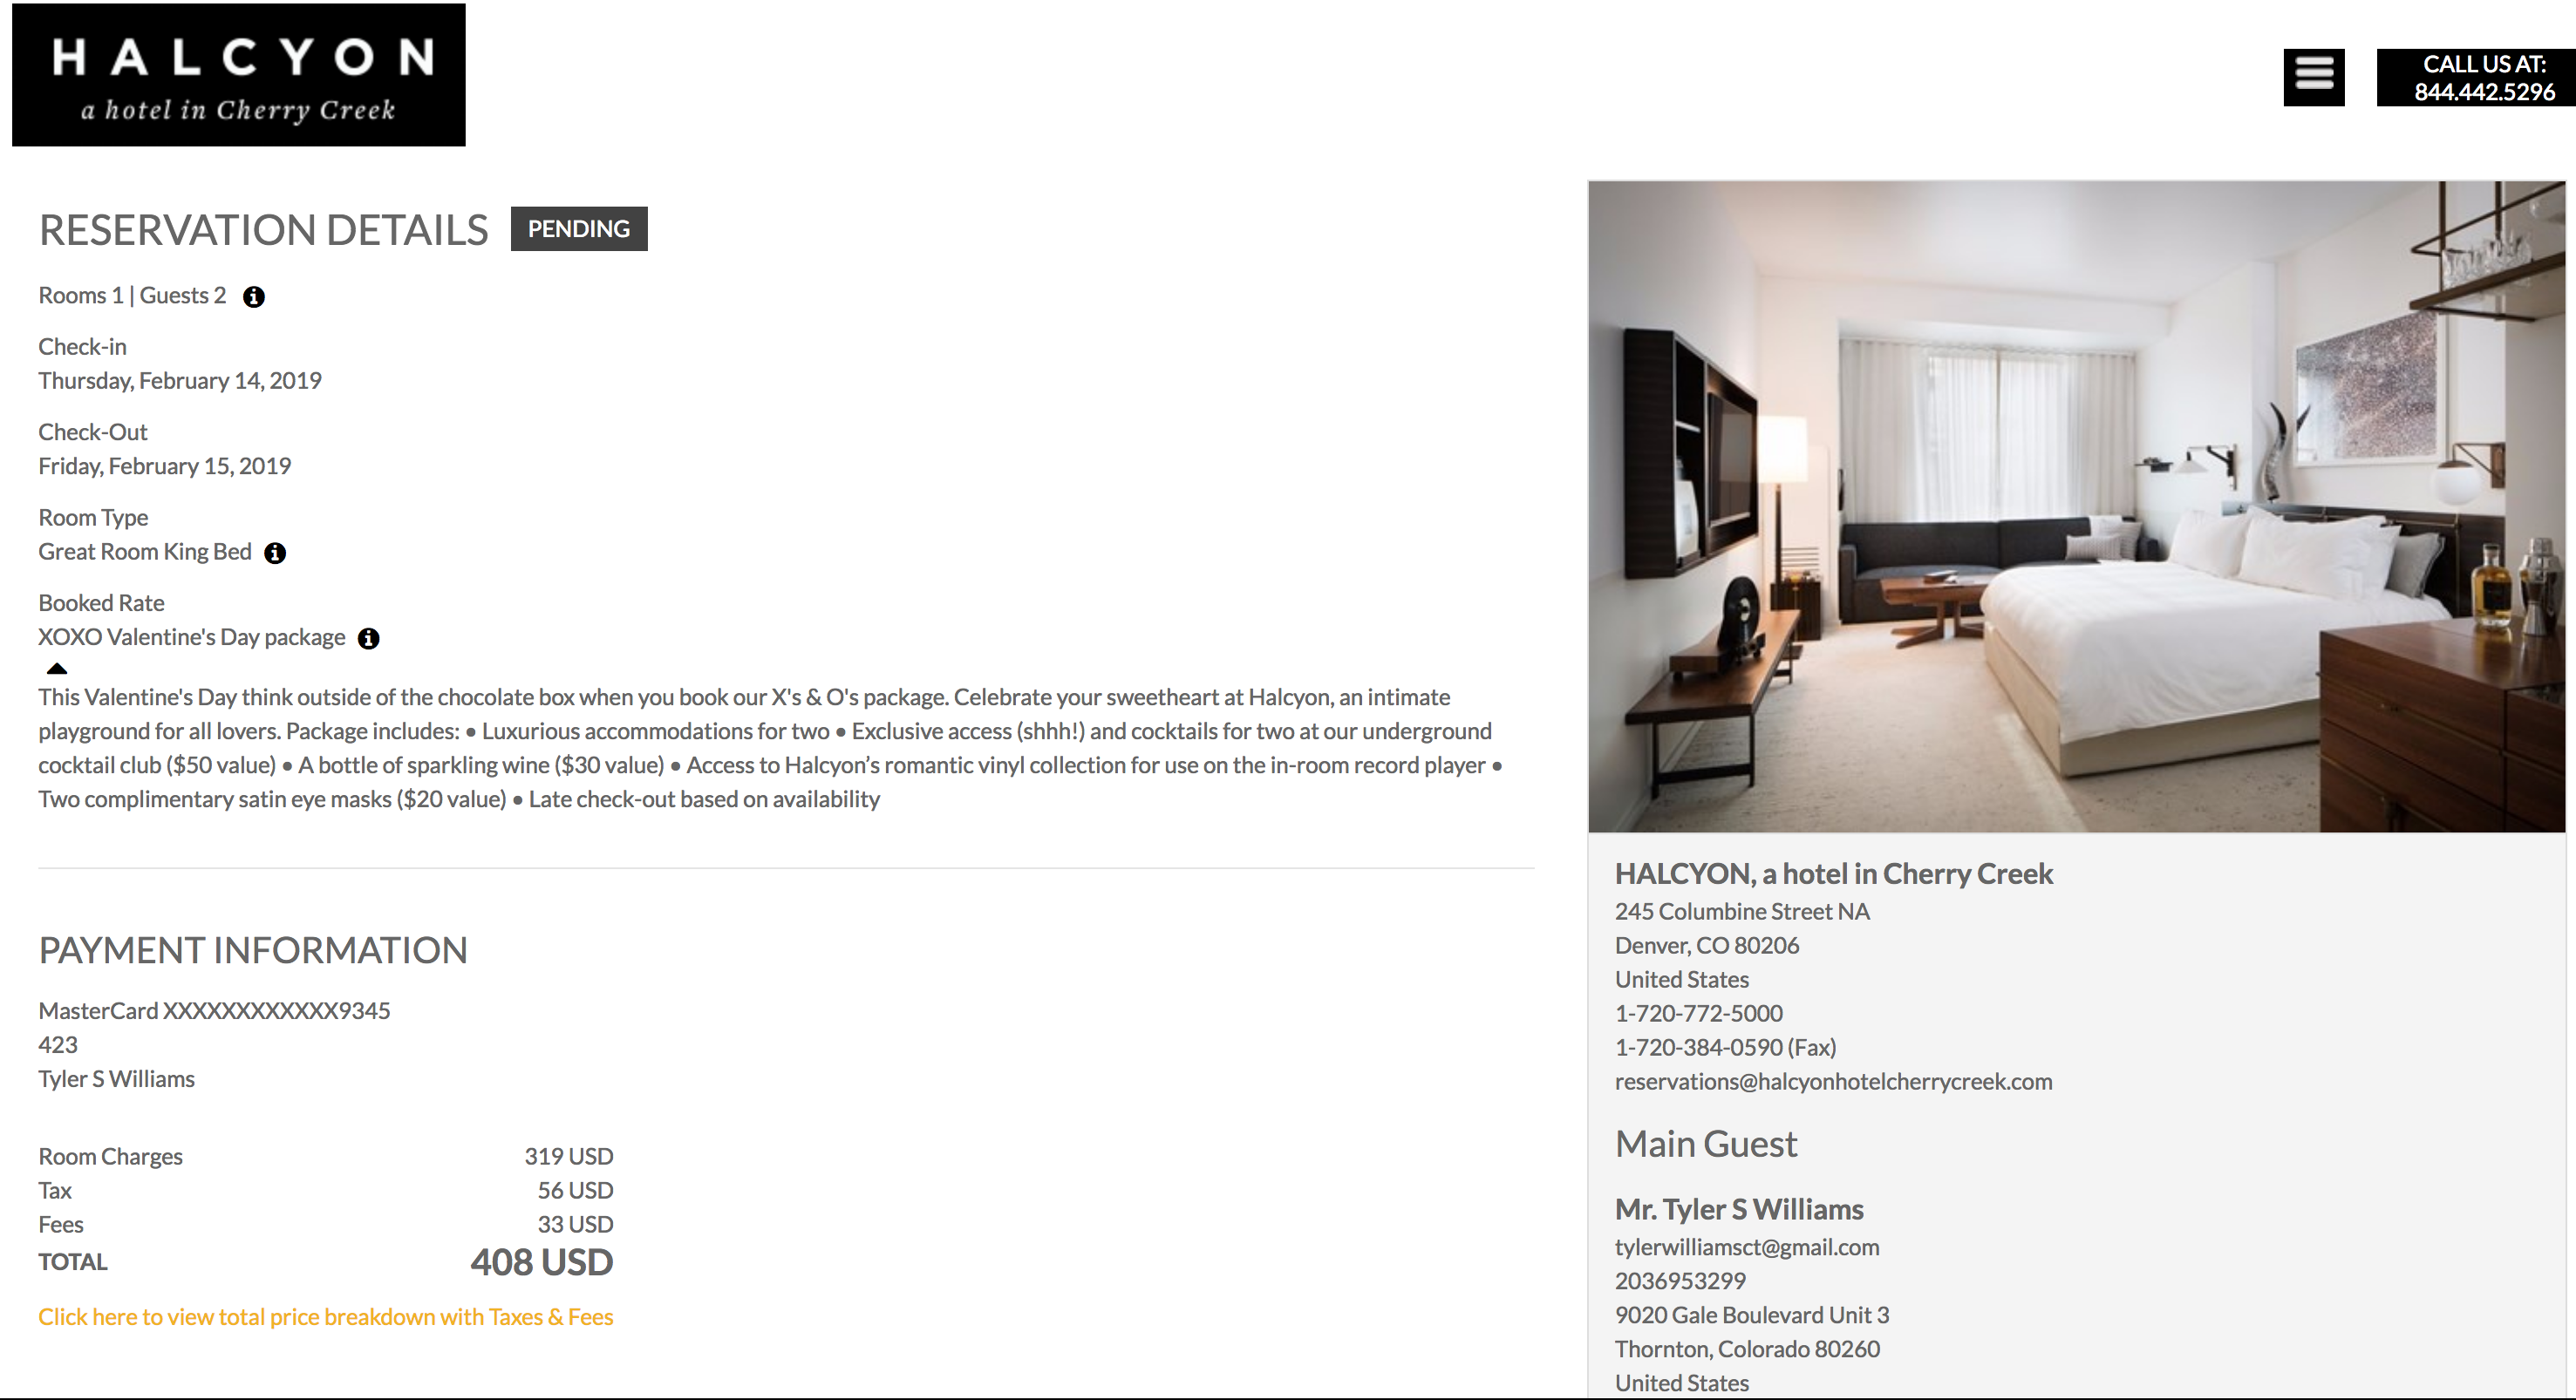 HALCYON
a hotel in Cherry Creek
CALL US AT:
844.442.5296
RESERVATION DETAILS PENDING
Rooms 1 | Guests 2
Check-in
Thursday, February 14, 2019
Check-Out
Friday, February 15, 2019
Room Type
Great Room King Bed
Booked Rate
XOXO Valentine's Day package
This Valentine's Day think outside of the chocolate box when you book our X's & O's package. Celebrate your sweetheart at Halcyon, an intimate
playground for all lovers. Package includes: • Luxurious accommodations for two • Exclusive access (shhh!) and cocktails for two at our underground
cocktail club ($50 value) • A bottle of sparkling wine ($30 value) • Access to Halcyon’s romantic vinyl collection for use on the in-room record player •
Two complimentary satin eye masks ($20 value) • Late check-out based on availability
PAYMENT INFORMATION
MasterCard XXXXXXXXXXXX9345
423
Tyler S Williams
Room Charges 319 USD
Tax 56 USD
Fees 33 USD
TOTAL 408 USD
Click here to view total price breakdown with Taxes & Fees
HALCYON, a hotel in Cherry Creek
245 Columbine Street NA
Denver, CO 80206
United States
1-720-772-5000
1-720-384-0590 (Fax)
reservations@halcyonhotelcherrycreek.com
Main Guest
Mr. Tyler S Williams
tylerwilliamsct@gmail.com
2036953299
9020 Gale Boulevard Unit 3
Thornton, Colorado 80260
United States